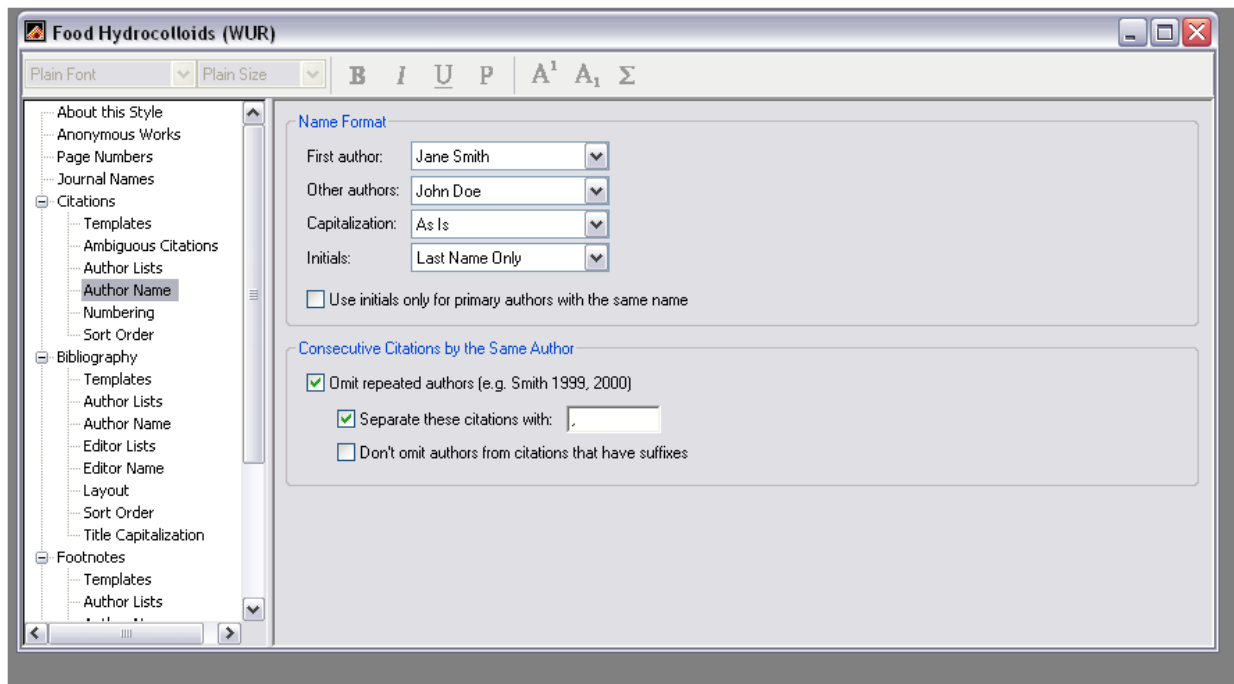 Food Hydrocolloids (WUR)
Plain Font Plain Size B I U P A¹ A₁ Σ
About this Style
Anonymous Works
Page Numbers
Journal Names
Citations
Templates
Ambiguous Citations
Author Lists
Author Name
Numbering
Sort Order
Bibliography
Templates
Author Lists
Author Name
Editor Lists
Editor Name
Layout
Sort Order
Title Capitalization
Footnotes
Templates
Author Lists
Name Format
First author: Jane Smith
Other authors: John Doe
Capitalization: As Is
Initials: Last Name Only
Use initials only for primary authors with the same name
Consecutive Citations by the Same Author
Omit repeated authors (e.g. Smith 1999, 2000)
Separate these citations with: ,
Don't omit authors from citations that have suffixes